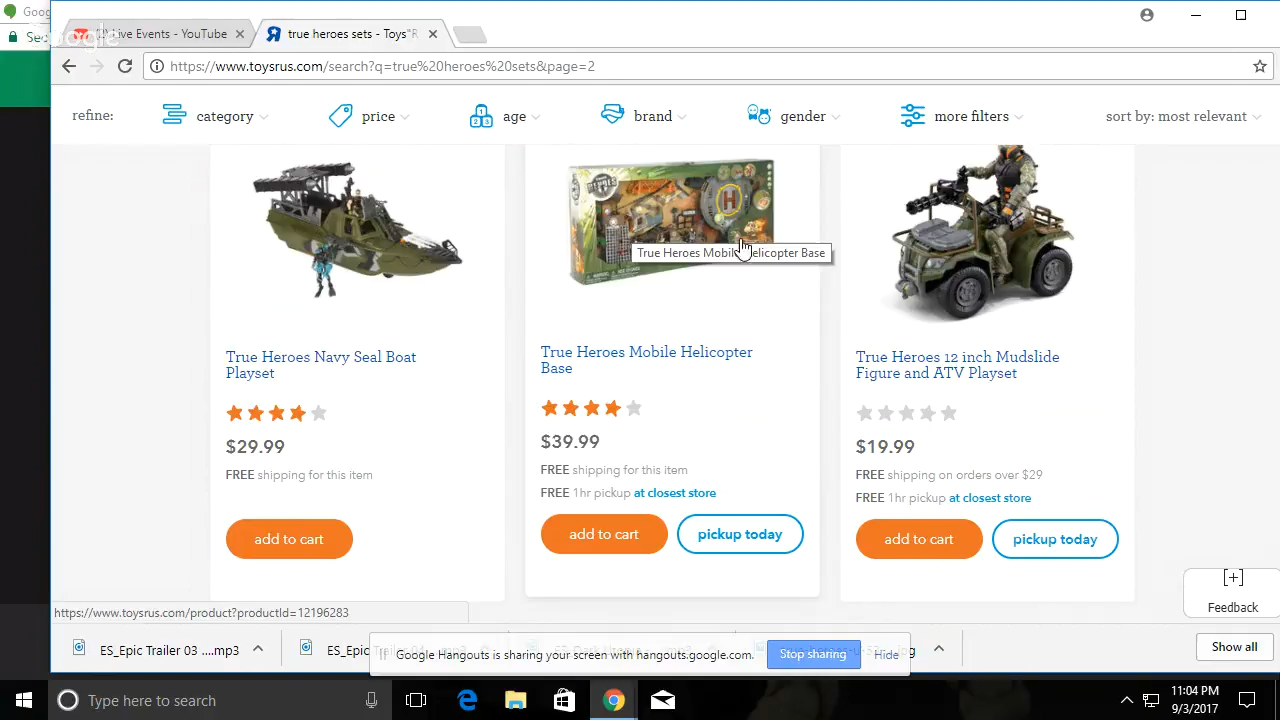 Goog
Live Events - YouTube
true heroes sets - Toys"R
Google
https://www.toysrus.com/search?q=true%20heroes%20sets&page=2
refine:
category
price
age
brand
gender
more filters
sort by: most relevant
HEROES
H
True Heroes Mobile Helicopter Base
True Heroes Navy Seal Boat
Playset
$29.99
FREE shipping for this item
add to cart
True Heroes Mobile Helicopter
Base
$39.99
FREE shipping for this item
FREE 1hr pickup at closest store
add to cart
pickup today
True Heroes 12 inch Mudslide
Figure and ATV Playset
$19.99
FREE shipping on orders over $29
FREE 1hr pickup at closest store
add to cart
pickup today
[+]
Feedback
https://www.toysrus.com/product?productId=12196283
ES_Epic Trailer 03 ....mp3
Google Hangouts is sharing your screen with hangouts.google.com.
Stop sharing
Hide
Show all
Type here to search
11:04 PM
9/3/2017